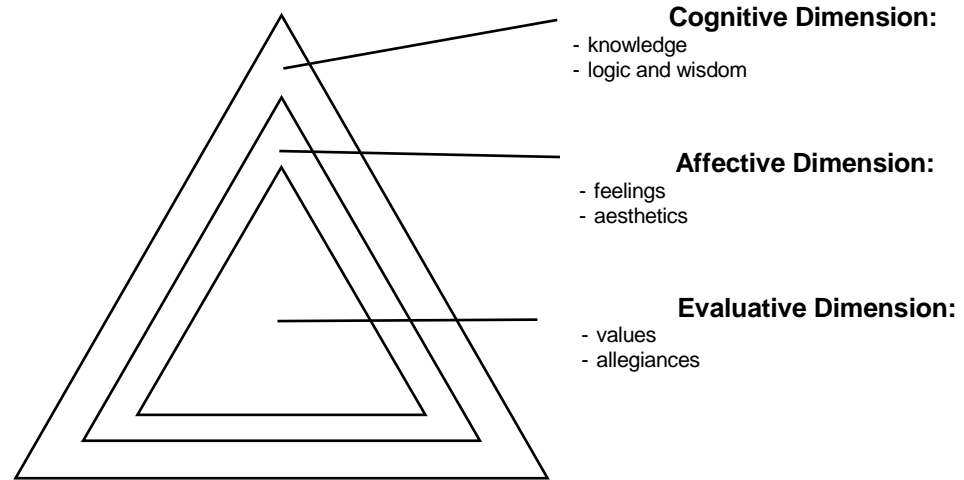 Cognitive Dimension:
- knowledge
- logic and wisdom
Affective Dimension:
- feelings
- aesthetics
Evaluative Dimension:
- values
- allegiances